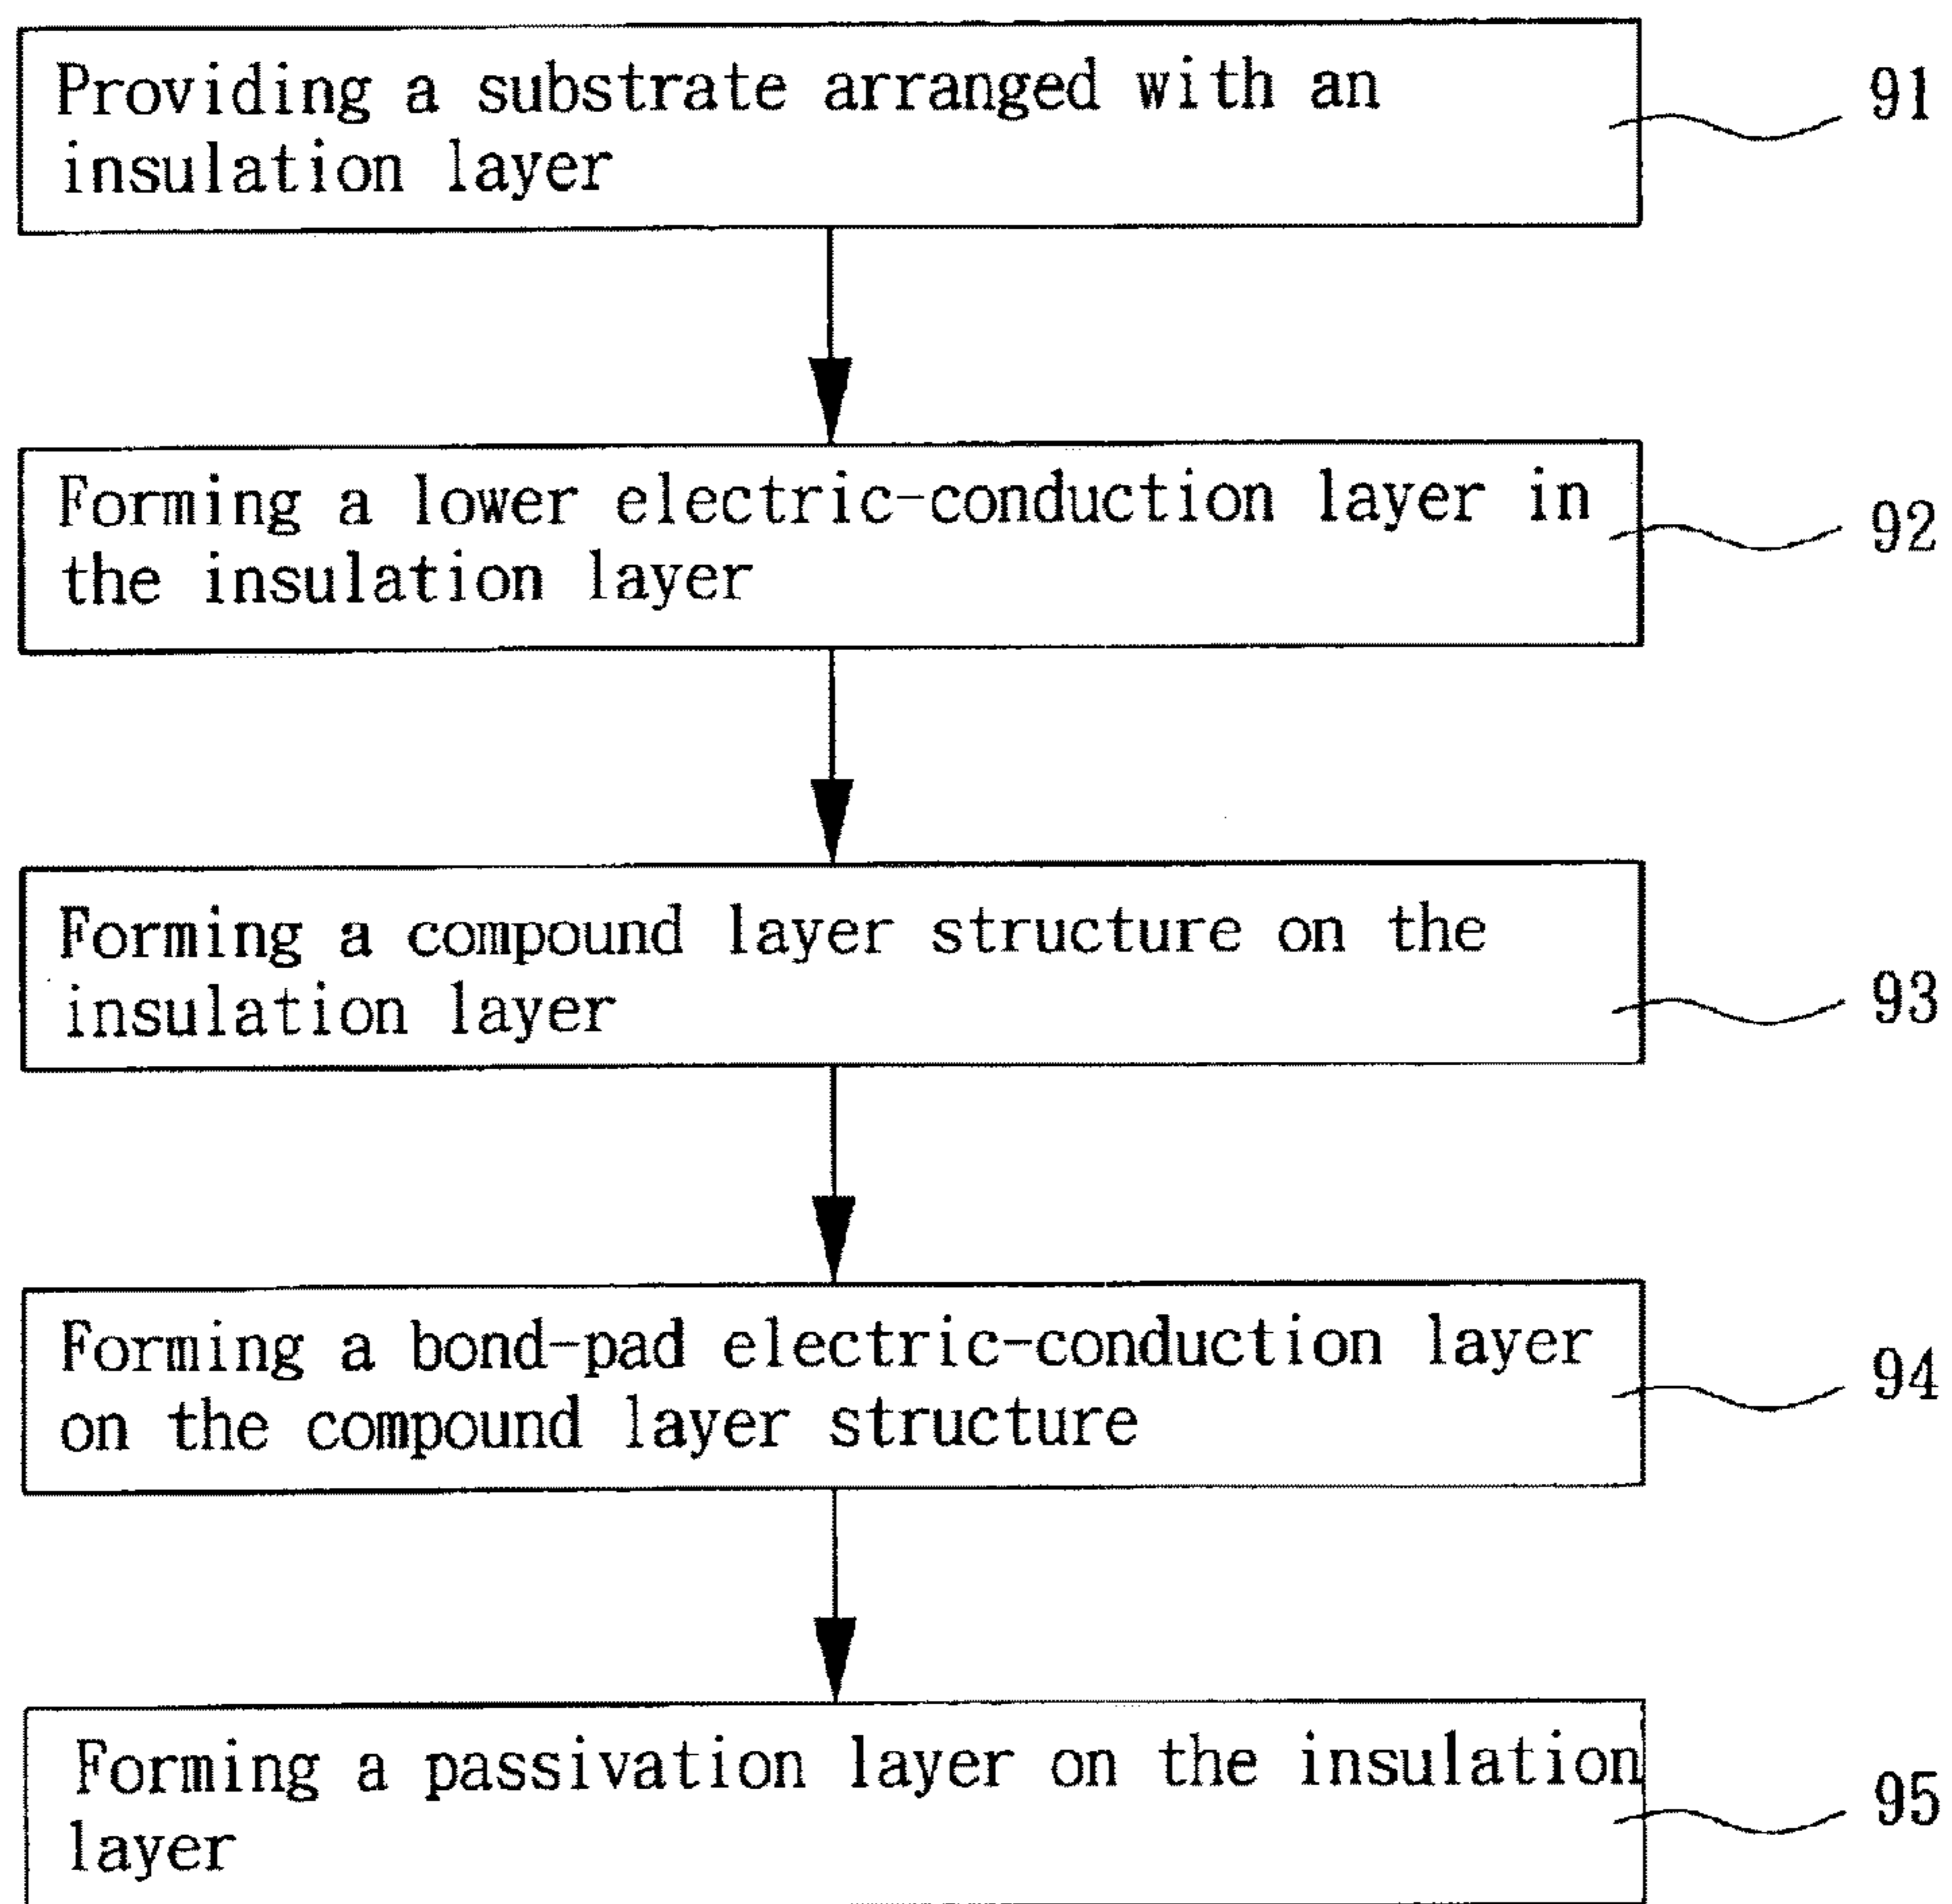 Providing a substrate arranged with an
insulation layer
91
Forming a lower electric-conduction layer in
the insulation layer
92
Forming a compound layer structure on the
insulation layer
93
Forming a bond-pad electric-conduction layer
on the compound layer structure
94
Forming a passivation layer on the insulation
layer
95